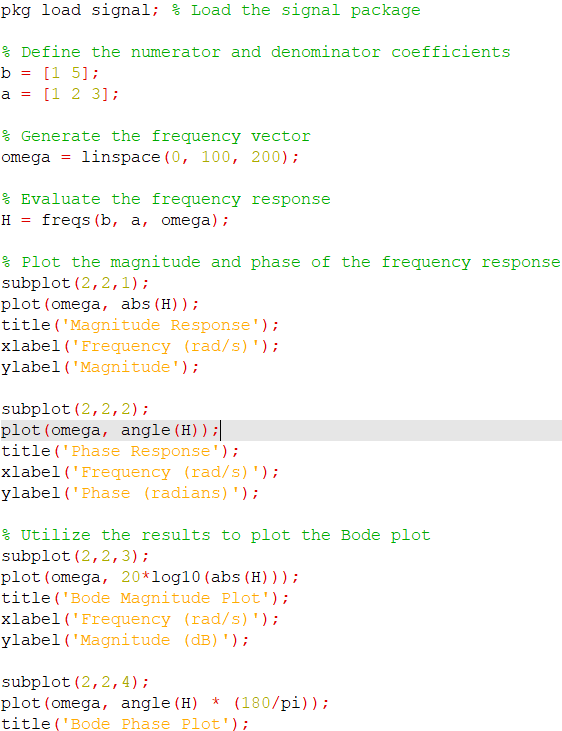 pkg load signal; % Load the signal package
% Define the numerator and denominator coefficients
b = [1 5];
a = [1 2 3];
% Generate the frequency vector
omega = linspace(0, 100, 200);
% Evaluate the frequency response
H = freqs(b, a, omega);
% Plot the magnitude and phase of the frequency response
subplot(2,2,1);
plot(omega, abs(H));
title('Magnitude Response');
xlabel('Frequency (rad/s)');
ylabel('Magnitude');
subplot(2,2,2);
plot(omega, angle(H));
title('Phase Response');
xlabel('Frequency (rad/s)');
ylabel('Phase (radians)');
% Utilize the results to plot the Bode plot
subplot(2,2,3);
plot(omega, 20*log10(abs(H)));
title('Bode Magnitude Plot');
xlabel('Frequency (rad/s)');
ylabel('Magnitude (dB)');
subplot(2,2,4);
plot(omega, angle(H) * (180/pi));
title('Bode Phase Plot');